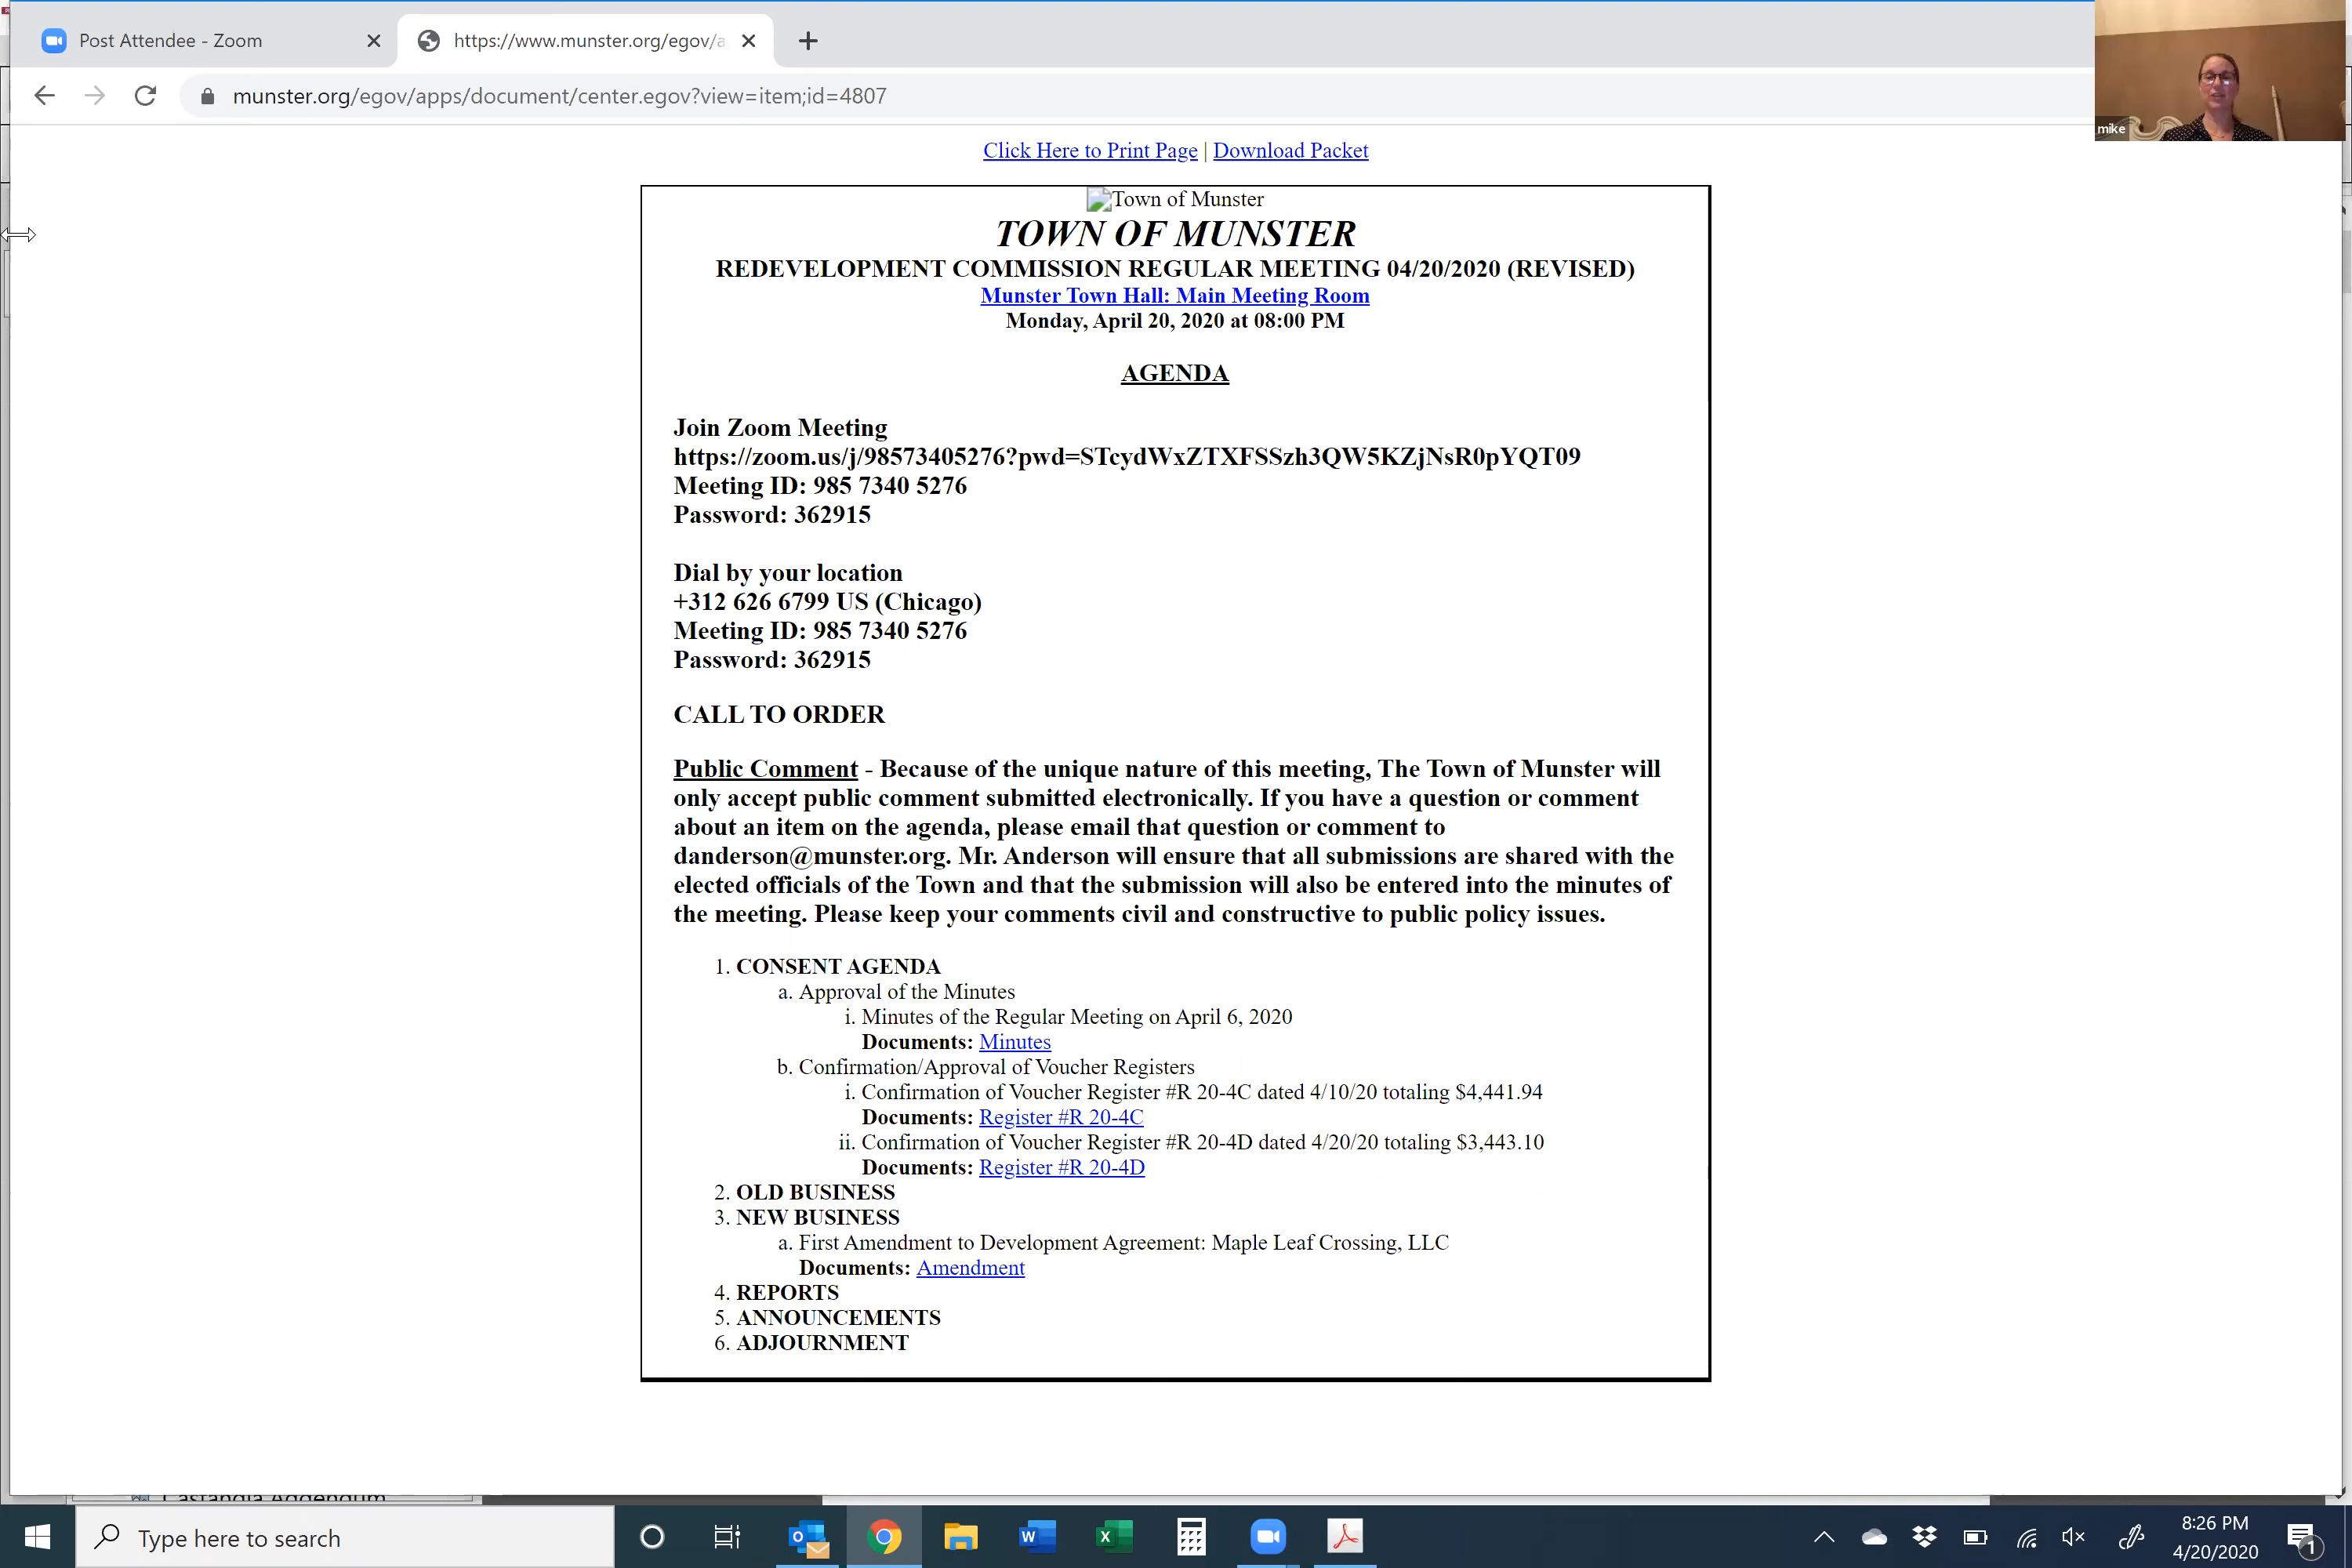 Post Attendee - Zoom
https://www.munster.org/egov/a
munster.org/egov/apps/document/center.egov?view=item;id=4807
mike
Click Here to Print Page | Download Packet
Town of Munster
TOWN OF MUNSTER
REDEVELOPMENT COMMISSION REGULAR MEETING 04/20/2020 (REVISED)
Munster Town Hall: Main Meeting Room
Monday, April 20, 2020 at 08:00 PM
AGENDA
Join Zoom Meeting
https://zoom.us/j/98573405276?pwd=STcydWxZTXFSSzh3QW5KZjNsR0pYQT09
Meeting ID: 985 7340 5276
Password: 362915
Dial by your location
+312 626 6799 US (Chicago)
Meeting ID: 985 7340 5276
Password: 362915
CALL TO ORDER
Public Comment - Because of the unique nature of this meeting, The Town of Munster will
only accept public comment submitted electronically. If you have a question or comment
about an item on the agenda, please email that question or comment to
danderson@munster.org. Mr. Anderson will ensure that all submissions are shared with the
elected officials of the Town and that the submission will also be entered into the minutes of
the meeting. Please keep your comments civil and constructive to public policy issues.
1. CONSENT AGENDA
a. Approval of the Minutes
i. Minutes of the Regular Meeting on April 6, 2020
Documents: Minutes
b. Confirmation/Approval of Voucher Registers
i. Confirmation of Voucher Register #R 20-4C dated 4/10/20 totaling $4,441.94
Documents: Register #R 20-4C
ii. Confirmation of Voucher Register #R 20-4D dated 4/20/20 totaling $3,443.10
Documents: Register #R 20-4D
2. OLD BUSINESS
3. NEW BUSINESS
a. First Amendment to Development Agreement: Maple Leaf Crossing, LLC
Documents: Amendment
4. REPORTS
5. ANNOUNCEMENTS
6. ADJOURNMENT
Type here to search
8:26 PM
4/20/2020
1